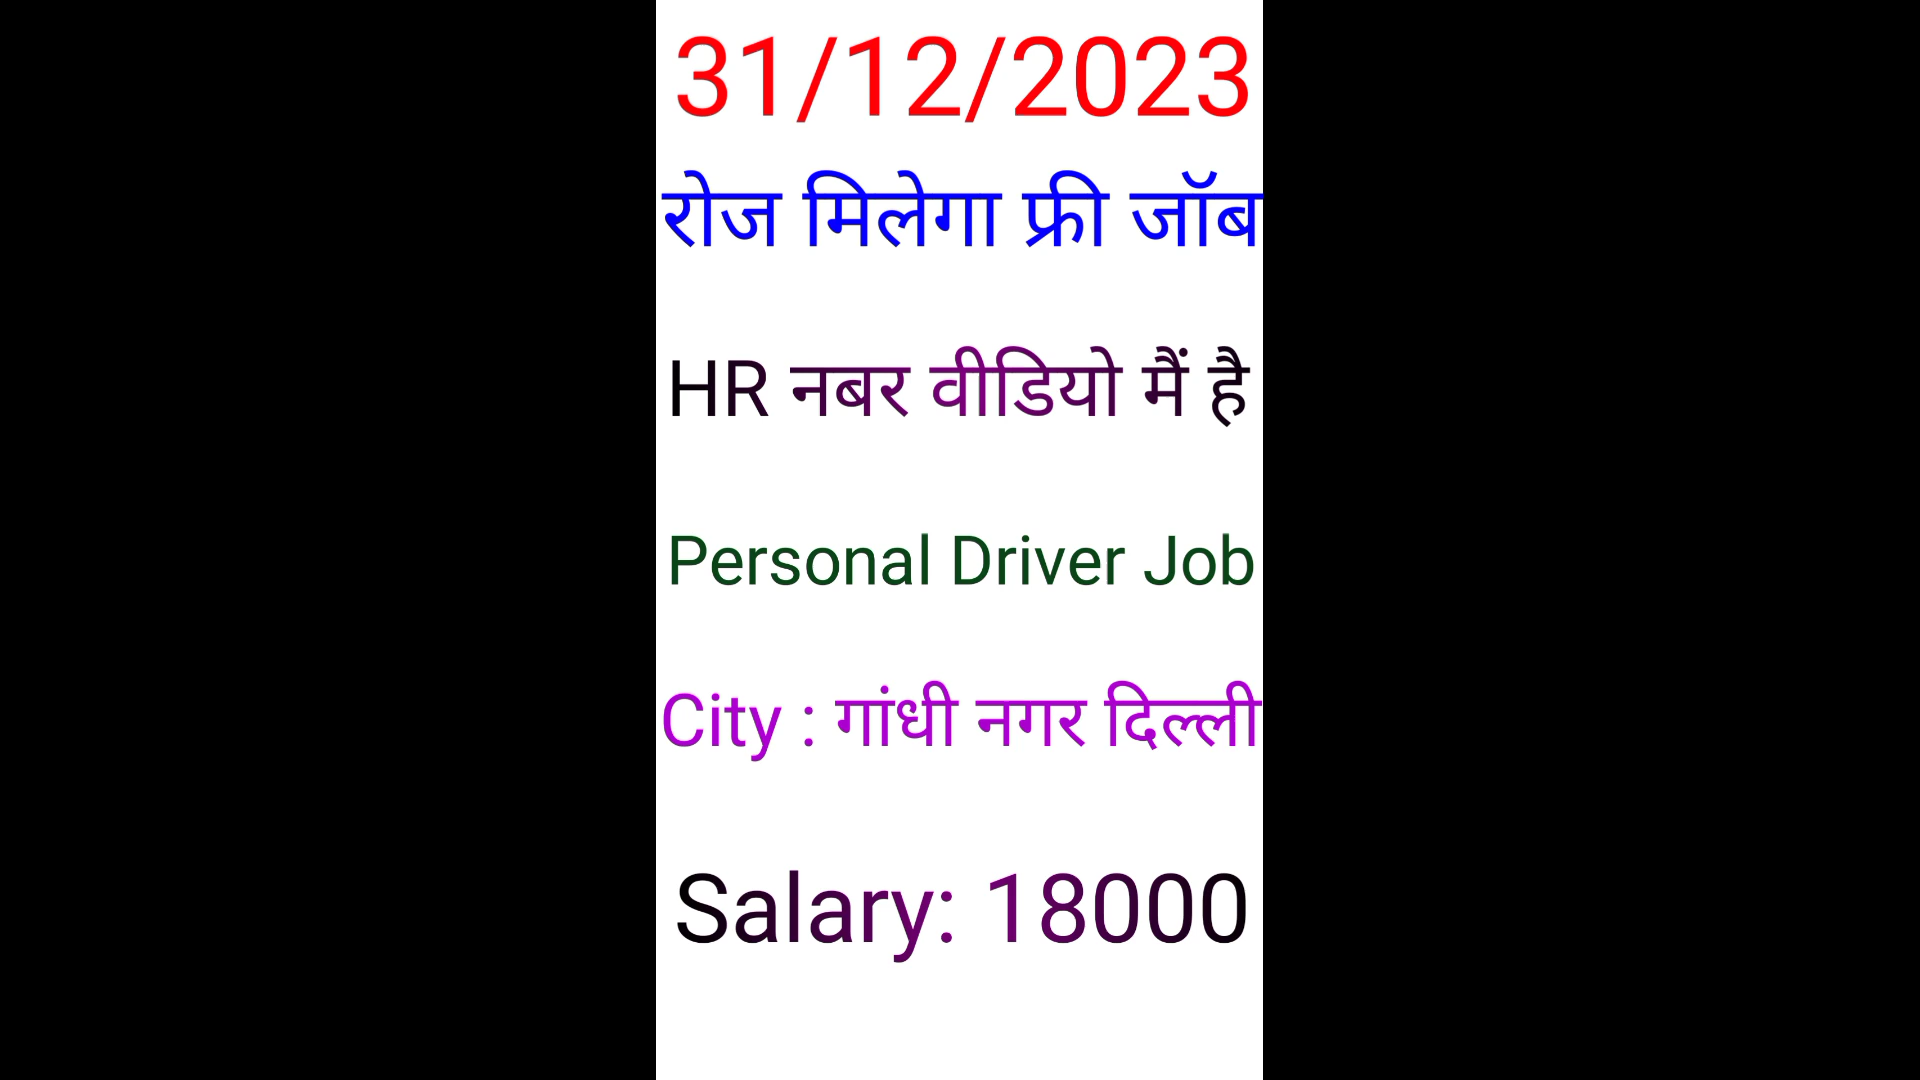 31/12/2023
रोज मिलेगा फ्री जॉब
HR नबर वीडियो मैं है
Personal Driver Job
City : गांधी नगर दिल्ली
Salary: 18000